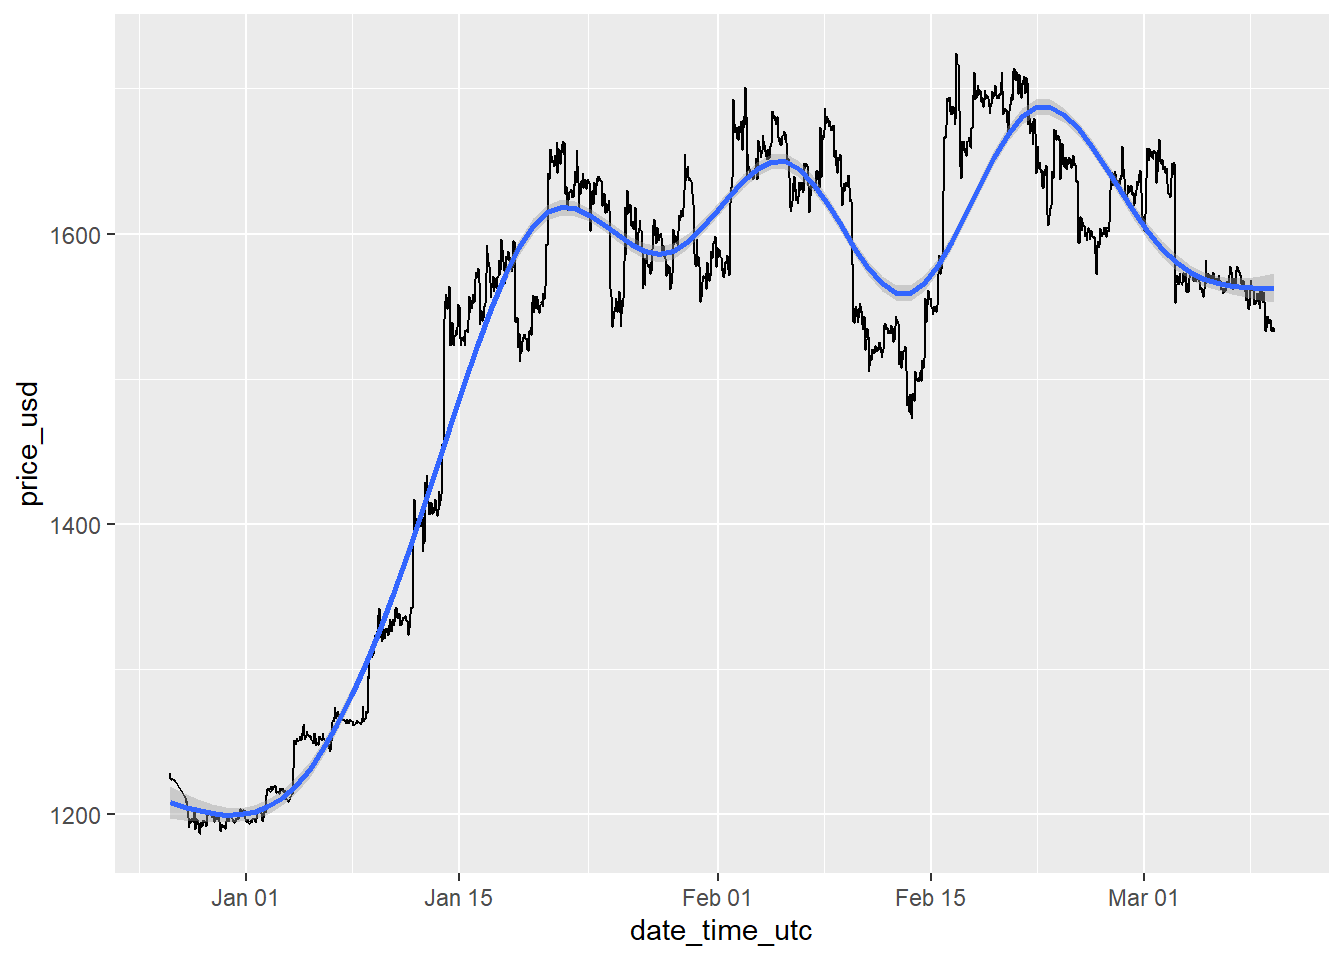 price_usd
1600
1400
1200
Jan 01
Jan 15
Feb 01
Feb 15
Mar 01
date_time_utc